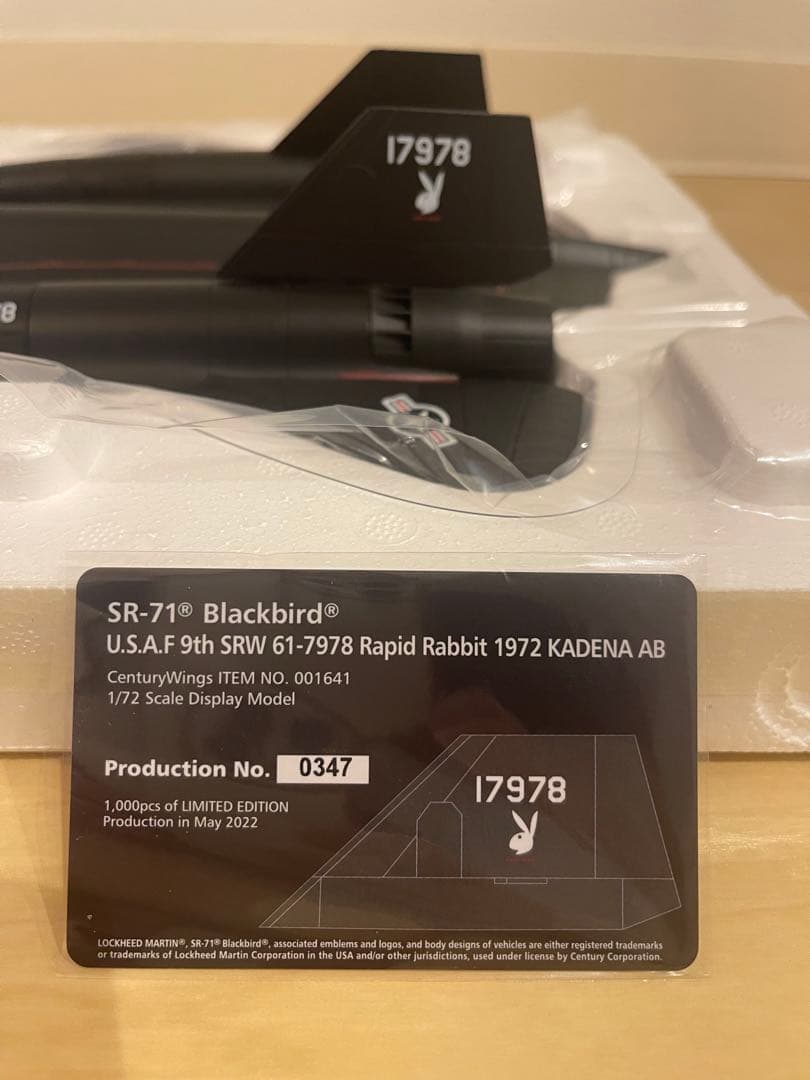 17978
8
SR-71® Blackbird®
U.S.A.F 9th SRW 61-7978 Rapid Rabbit 1972 KADENA AB
CenturyWings ITEM NO. 001641
1/72 Scale Display Model
Production No. 0347
1,000pcs of LIMITED EDITION
Production in May 2022
17978
LOCKHEED MARTIN®, SR-71® Blackbird®, associated emblems and logos, and body designs of vehicles are either registered trademarks
or trademarks of Lockheed Martin Corporation in the USA and/or other jurisdictions, used under license by Century Corporation.